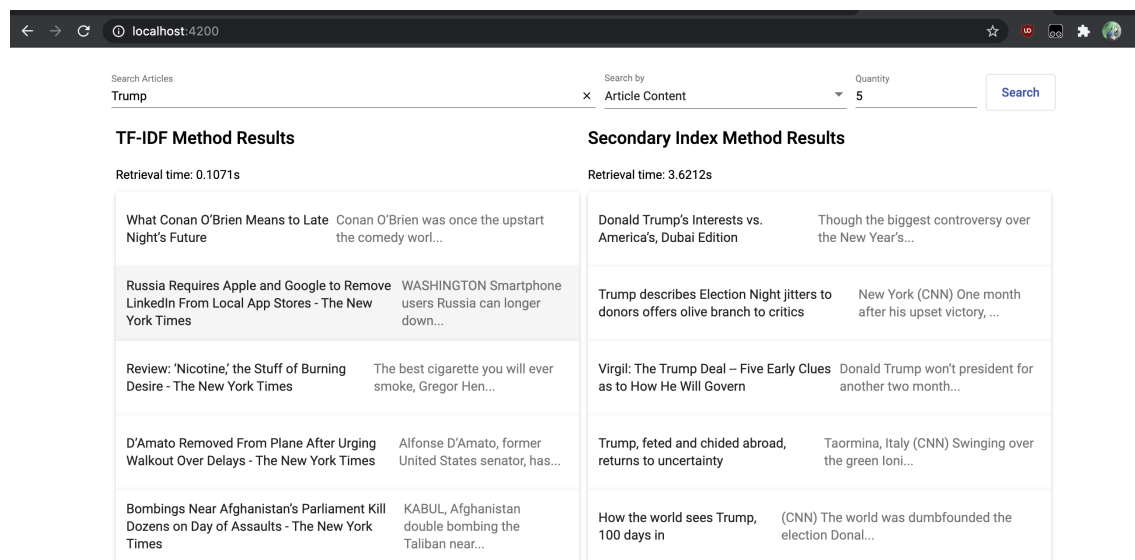 localhost:4200
Search Articles
Trump
×
Search by
Article Content
Quantity
5
Search
TF-IDF Method Results
Retrieval time: 0.1071s
What Conan O'Brien Means to Late
Night's Future
Conan O'Brien was once the upstart
the comedy worl...
Russia Requires Apple and Google to Remove
LinkedIn From Local App Stores - The New
York Times
WASHINGTON Smartphone
users Russia can longer
down...
Review: 'Nicotine,' the Stuff of Burning
Desire - The New York Times
The best cigarette you will ever
smoke, Gregor Hen...
D'Amato Removed From Plane After Urging
Walkout Over Delays - The New York Times
Alfonse D'Amato, former
United States senator, has...
Bombings Near Afghanistan's Parliament Kill
Dozens on Day of Assaults - The New York
Times
KABUL, Afghanistan
double bombing the
Taliban near...
Secondary Index Method Results
Retrieval time: 3.6212s
Donald Trump's Interests vs.
America's, Dubai Edition
Though the biggest controversy over
the New Year's...
Trump describes Election Night jitters to
donors offers olive branch to critics
New York (CNN) One month
after his upset victory, ...
Virgil: The Trump Deal – Five Early Clues
as to How He Will Govern
Donald Trump won't president for
another two month...
Trump, feted and chided abroad,
returns to uncertainty
Taormina, Italy (CNN) Swinging over
the green Ioni...
How the world sees Trump,
100 days in
(CNN) The world was dumbfounded the
election Donal...